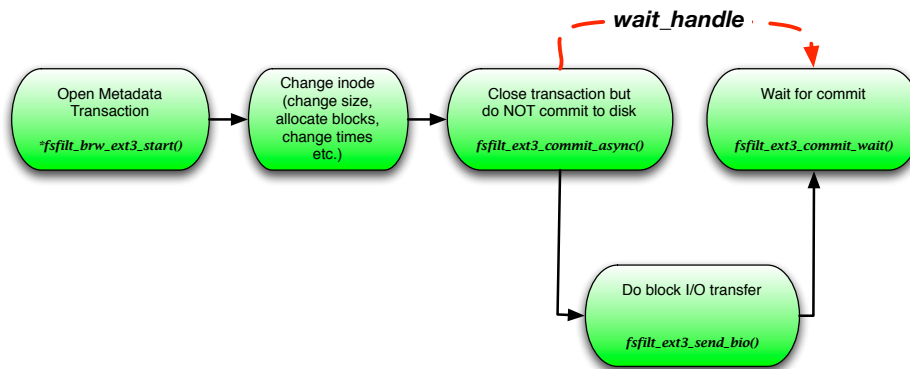 wait_handle
Open Metadata
Transaction
*fsfilt_brw_ext3_start()
Change inode
(change size,
allocate blocks,
change times
etc.)
Close transaction but
do NOT commit to disk
fsfilt_ext3_commit_async()
Wait for commit
fsfilt_ext3_commit_wait()
Do block I/O transfer
fsfilt_ext3_send_bio()